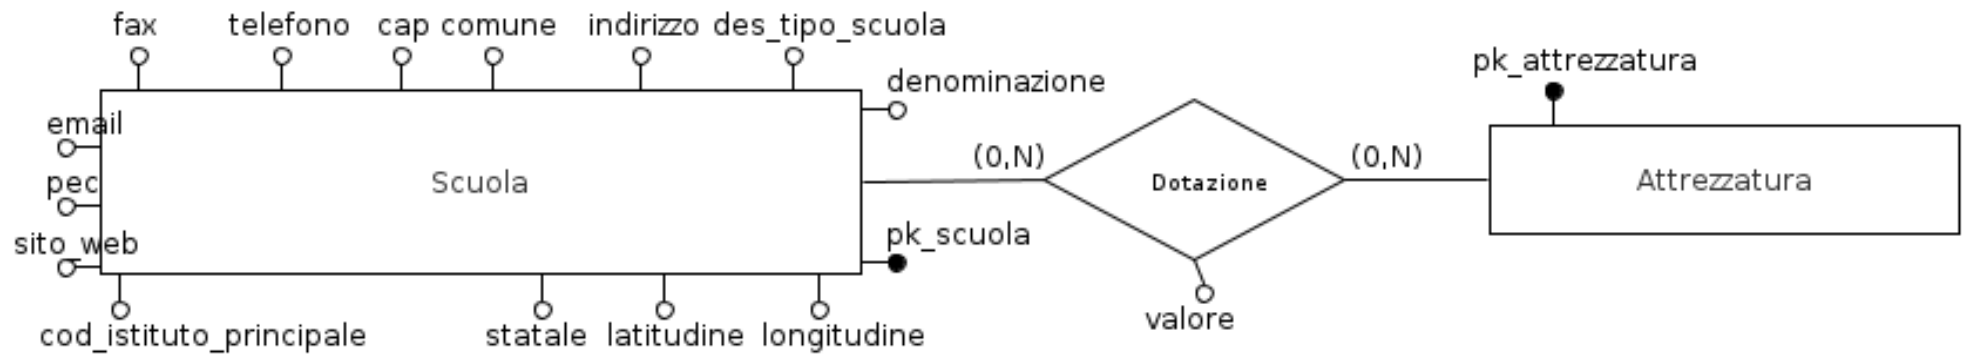 fax telefono cap comune indirizzo des_tipo_scuola
pk_attrezzatura
denominazione
email
(0,N) (0,N)
pec Scuola Dotazione Attrezzatura
sito_web pk_scuola
valore
cod_istituto_principale statale latitudine longitudine